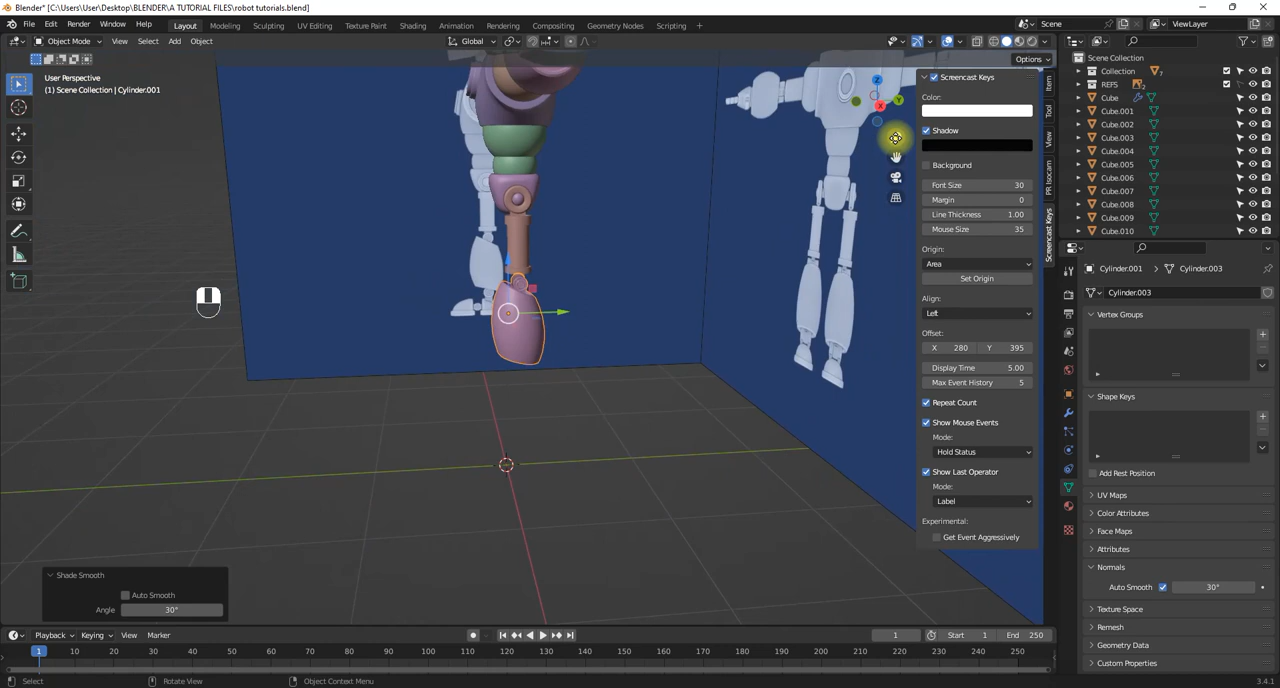 Blender* [C:\Users\User\Desktop\BLENDER\A TUTORIAL FILES\robot tutorials.blend]
File Edit Render Window Help Layout Modeling Sculpting UV Editing Texture Paint Shading Animation Rendering Compositing Geometry Nodes Scripting Scene ViewLayer
Object Mode View Select Add Object Global
Options
User Perspective
(1) Scene Collection | Cylinder.001
Z
Y
X
Screencast Keys
Color:
Shadow
Background
Font Size 30
Margin 0
Line Thickness 1.00
Mouse Size 35
Origin:
Area
Set Origin
Align:
Left
Offset:
X 280 Y 395
Display Time 5.00
Max Event History 5
Repeat Count
Show Mouse Events
Mode:
Hold Status
Show Last Operator
Mode:
Label
Experimental:
Get Event Aggressively
Item
Tool
View
PR Isocam
Screencast Keys
Scene Collection
Collection 7
REFS 2
Cube
Cube.001
Cube.002
Cube.003
Cube.004
Cube.005
Cube.006
Cube.007
Cube.008
Cube.009
Cube.010
Cylinder.001 > Cylinder.003
Cylinder.003
Vertex Groups
Shape Keys
Add Rest Position
UV Maps
Color Attributes
Face Maps
Attributes
Normals
Auto Smooth 30°
Texture Space
Remesh
Geometry Data
Custom Properties
Shade Smooth
Auto Smooth
Angle 30°
Playback Keying View Marker 1 Start 1 End 250
1 10 20 30 40 50 60 70 80 90 100 110 120 130 140 150 160 170 180 190 200 210 220 230 240 250
Select Rotate View Object Context Menu 3.4.1